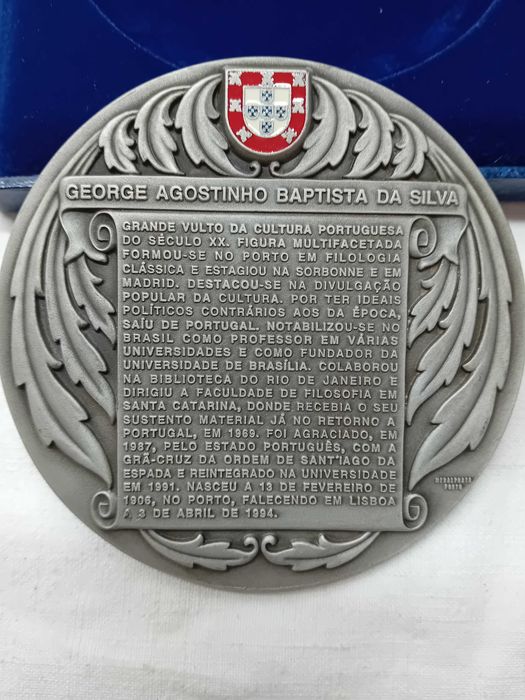 GEORGE AGOSTINHO BAPTISTA DA SILVA
GRANDE VULTO DA CULTURA PORTUGUESA
DO SÉCULO XX. FIGURA MULTIFACETADA
FORMOU-SE NO PORTO EM FILOLOGIA
CLÁSSICA E ESTAGIOU NA SORBONNE E EM
MADRID. DESTACOU-SE NA DIVULGAÇÃO
POPULAR DA CULTURA. POR TER IDEAIS
POLÍTICOS CONTRÁRIOS AOS DA ÉPOCA,
SAÍU DE PORTUGAL. NOTABILIZOU-SE NO
BRASIL COMO PROFESSOR EM VÁRIAS
UNIVERSIDADES E COMO FUNDADOR DA
UNIVERSIDADE DE BRASÍLIA. COLABOROU
NA BIBLIOTECA DO RIO DE JANEIRO E
DIRIGIU A FACULDADE DE FILOSOFIA EM
SANTA CATARINA, DONDE RECEBIA O SEU
SUSTENTO MATERIAL JÁ NO RETORNO A
PORTUGAL, EM 1969. FOI AGRACIADO, EM
1987, PELO ESTADO PORTUGUÊS, COM A
GRÃ-CRUZ DA ORDEM DE SANT'IAGO DA
ESPADA E REINTEGRADO NA UNIVERSIDADE
EM 1991. NASCEU A 13 DE FEVEREIRO DE
1906, NO PORTO, FALECENDO EM LISBOA
A 3 DE ABRIL DE 1994.
MEDALPORTO
PORTO